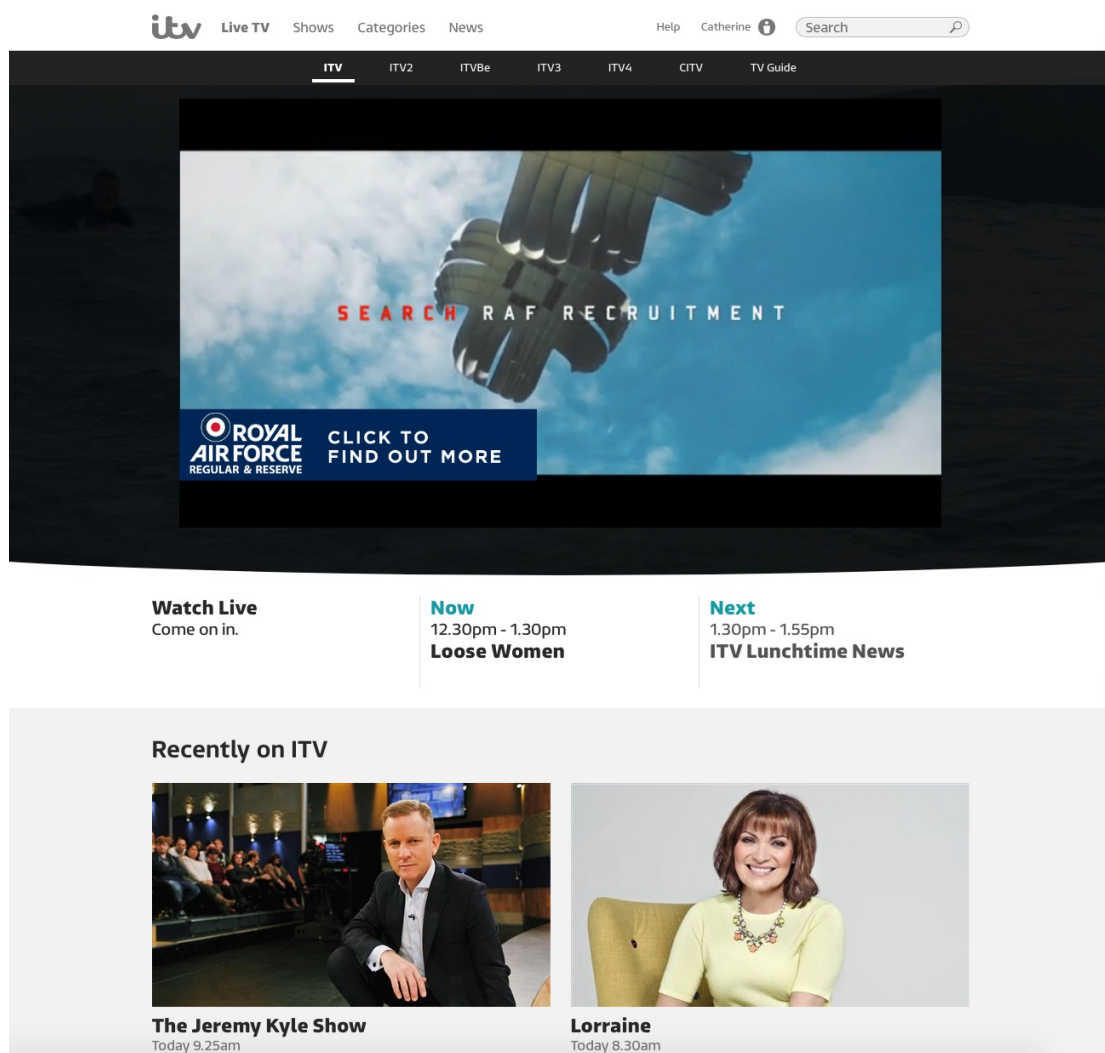 itv Live TV Shows Categories News Help Catherine Search
ITV ITV2 ITVBe ITV3 ITV4 CITV TV Guide
SEARCH RAF RECRUITMENT
ROYAL
AIR FORCE
REGULAR & RESERVE
CLICK TO
FIND OUT MORE
Watch Live
Come on in.
Now
12.30pm - 1.30pm
Loose Women
Next
1.30pm - 1.55pm
ITV Lunchtime News
Recently on ITV
The Jeremy Kyle Show
Today 9.25am
Lorraine
Today 8.30am